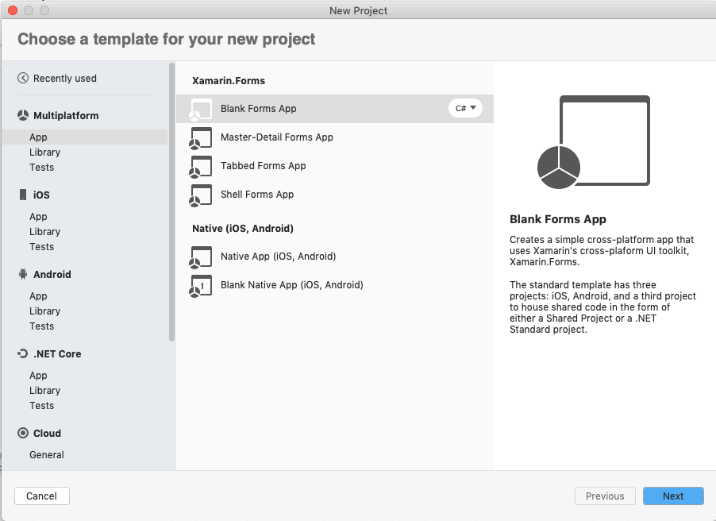 New Project
Choose a template for your new project
Recently used
Multiplatform
App
Library
Tests
iOS
App
Library
Tests
Android
App
Library
Tests
.NET Core
App
Library
Tests
Cloud
General
Xamarin.Forms
Blank Forms App
C#
Master-Detail Forms App
Tabbed Forms App
Shell Forms App
Native (iOS, Android)
Native App (iOS, Android)
1 Blank Native App (iOS, Android)
Blank Forms App
Creates a simple cross-platform app that
uses Xamarin's cross-plaform UI toolkit,
Xamarin.Forms.
The standard template has three
projects: iOS, Android, and a third project
to house shared code in the form of
either a Shared Project or a .NET
Standard project.
Cancel
Previous
Next